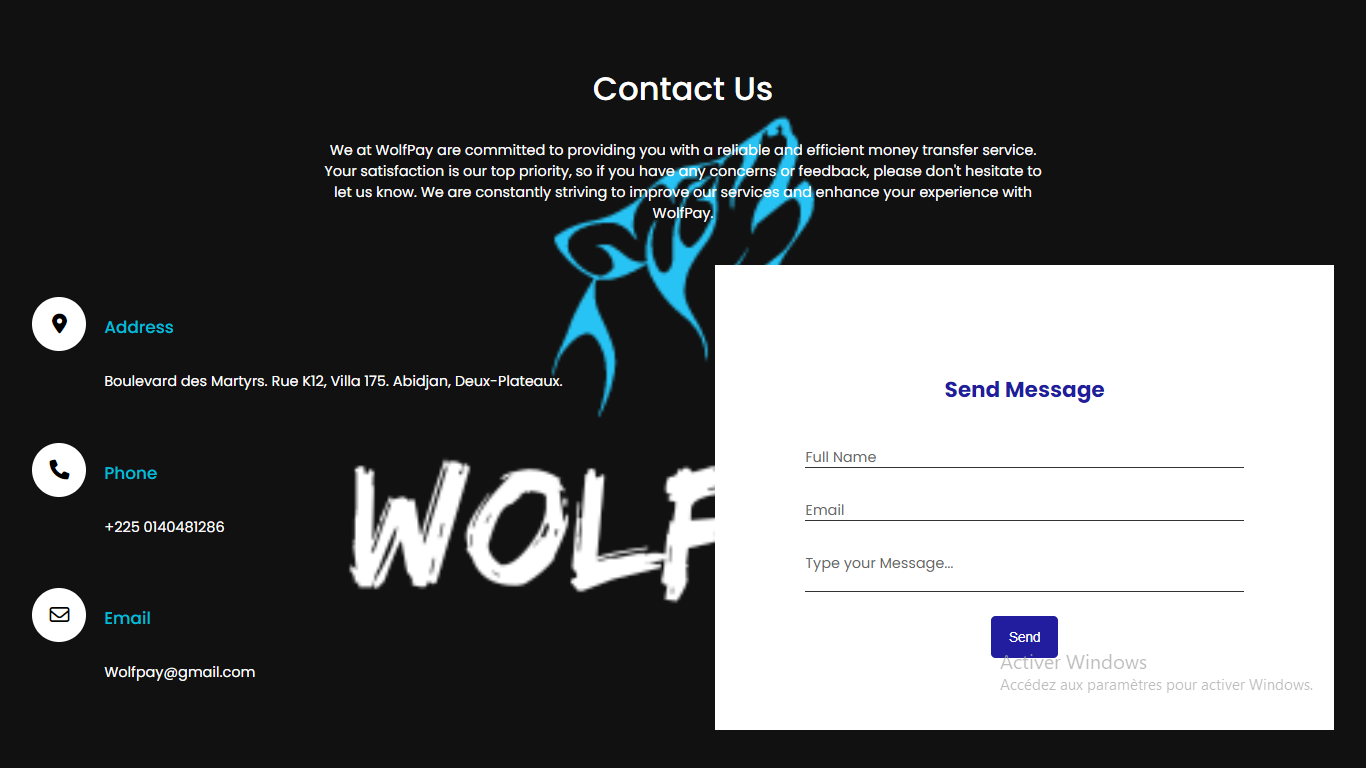 Contact Us
We at WolfPay are committed to providing you with a reliable and efficient money transfer service.
Your satisfaction is our top priority, so if you have any concerns or feedback, please don't hesitate to
let us know. We are constantly striving to improve our services and enhance your experience with
WolfPay.
Address
Boulevard des Martyrs. Rue K12, Villa 175. Abidjan, Deux-Plateaux.
Phone
+225 0140481286
Email
Wolfpay@gmail.com
WOLFP
Send Message
Full Name
Email
Type your Message...
Send
Activer Windows
Accédez aux paramètres pour activer Windows.